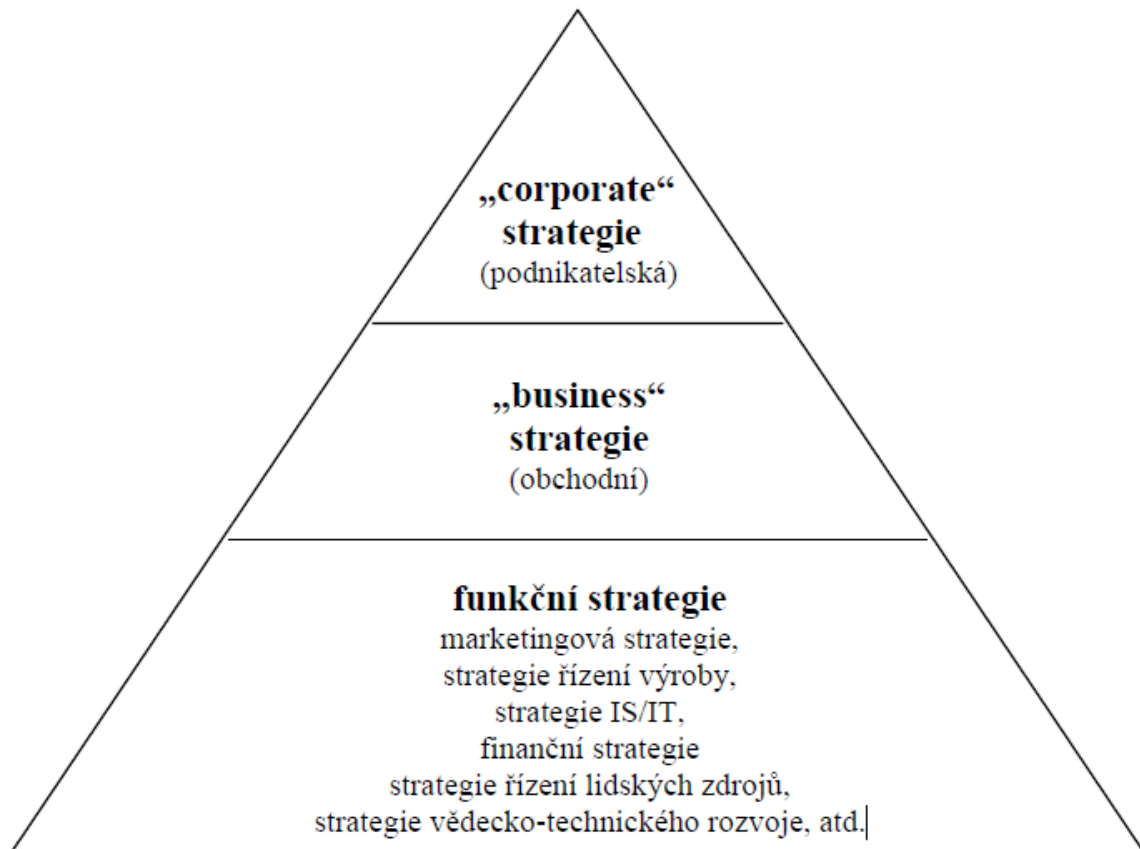 „corporate“
strategie
(podnikatelská)
„business“
strategie
(obchodní)
funkční strategie
marketingová strategie,
strategie řízení výroby,
strategie IS/IT,
finanční strategie
strategie řízení lidských zdrojů,
strategie vědecko-technického rozvoje, atd.